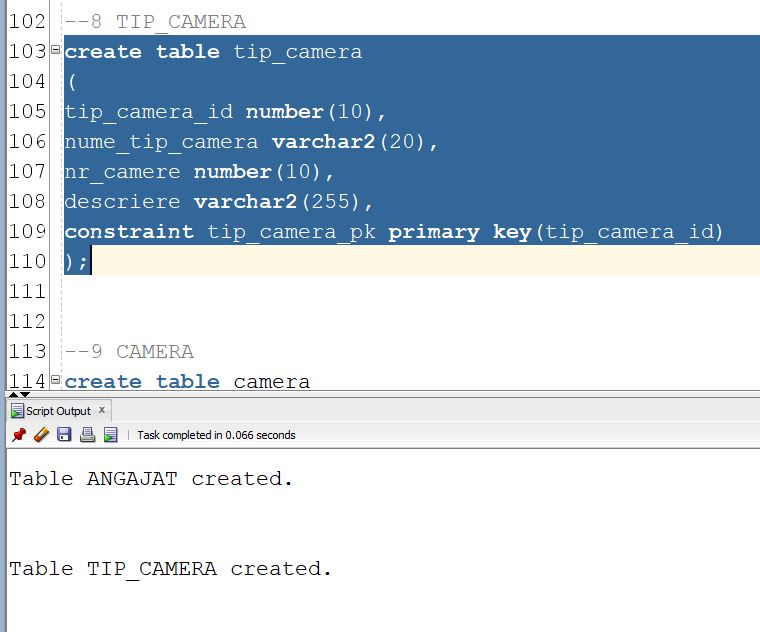 102 --8 TIP_CAMERA
103 create table tip_camera
104 (
105 tip_camera_id number(10),
106 nume_tip_camera varchar2(20),
107 nr_camere number(10),
108 descriere varchar2(255),
109 constraint tip_camera_pk primary key(tip_camera_id)
110 );
111
112
113 --9 CAMERA
114 create table camera
Script Output x
Task completed in 0.066 seconds
Table ANGAJAT created.
Table TIP_CAMERA created.